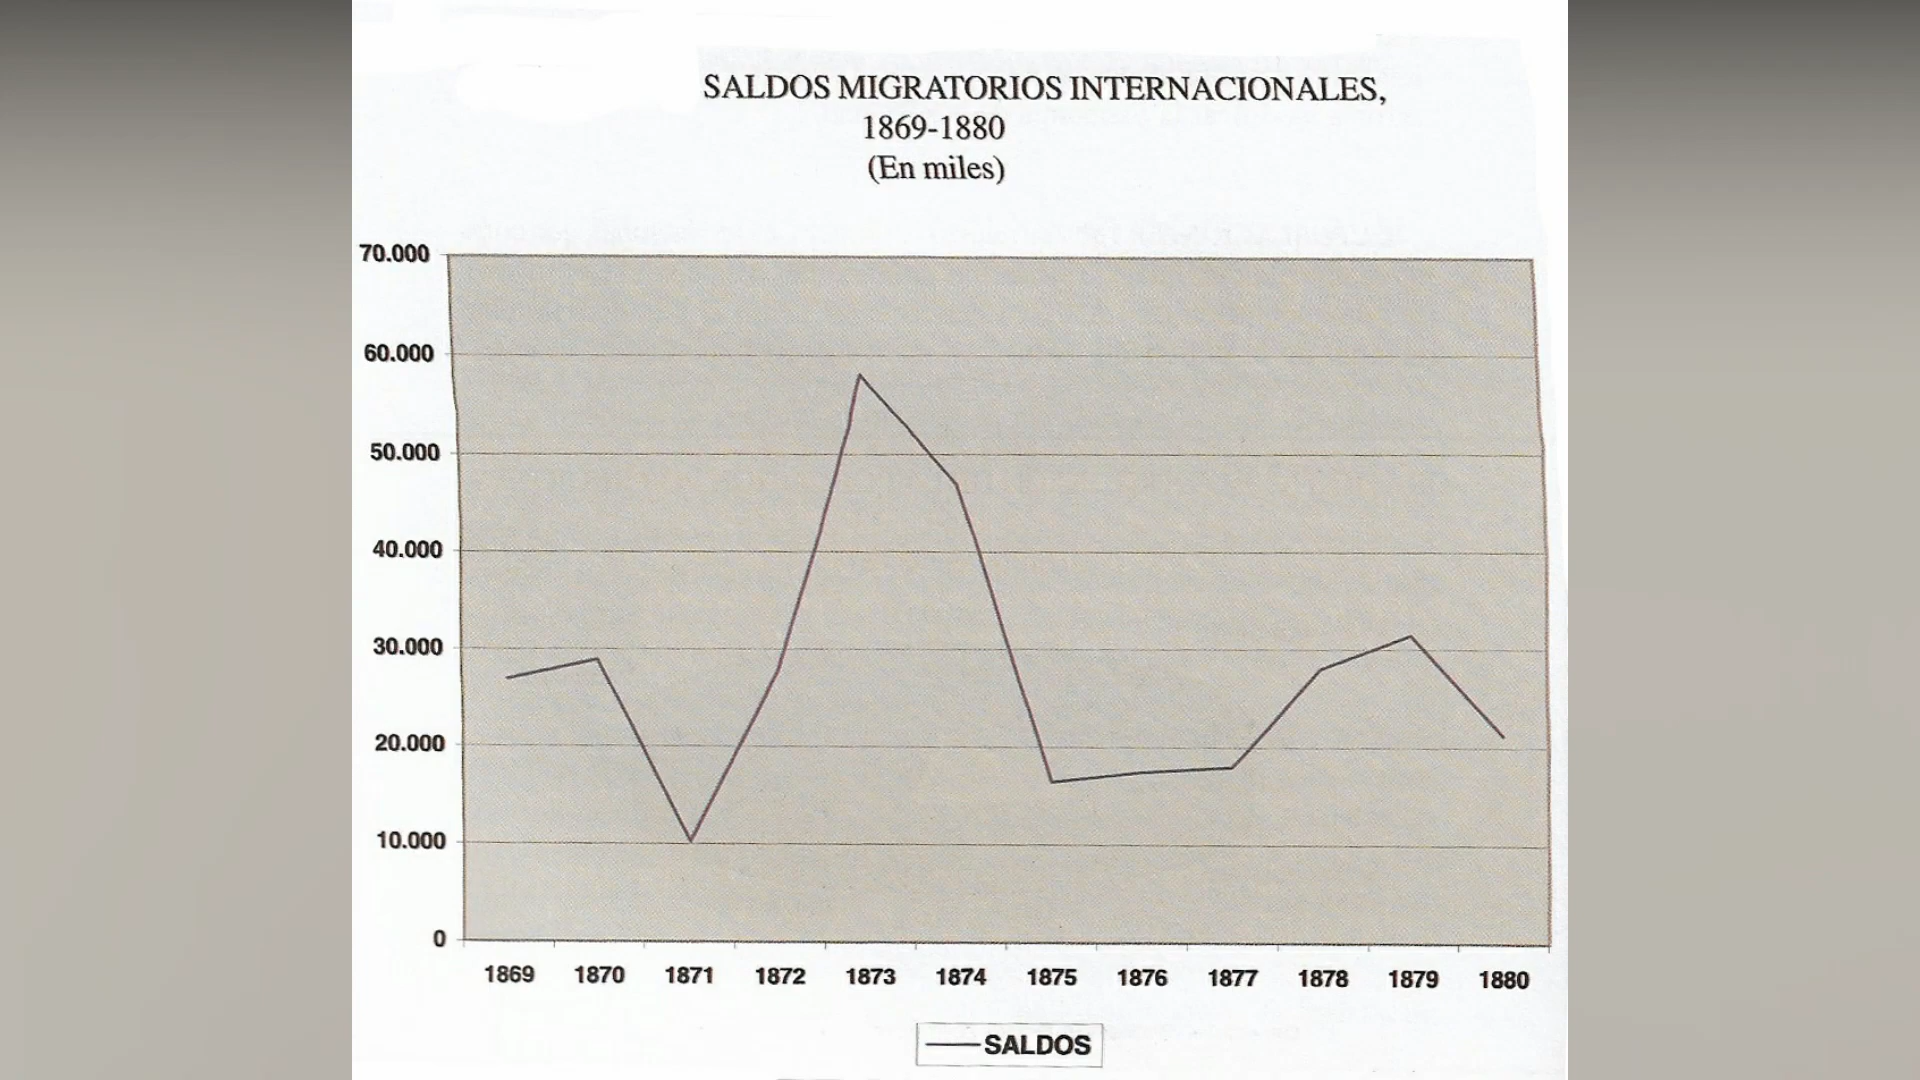 SALDOS MIGRATORIOS INTERNACIONALES,
1869-1880
(En miles)
70.000
60.000
50.000
40.000
30.000
20.000
10.000
0
1869 1870 1871 1872 1873 1874 1875 1876 1877 1878 1879 1880
SALDOS